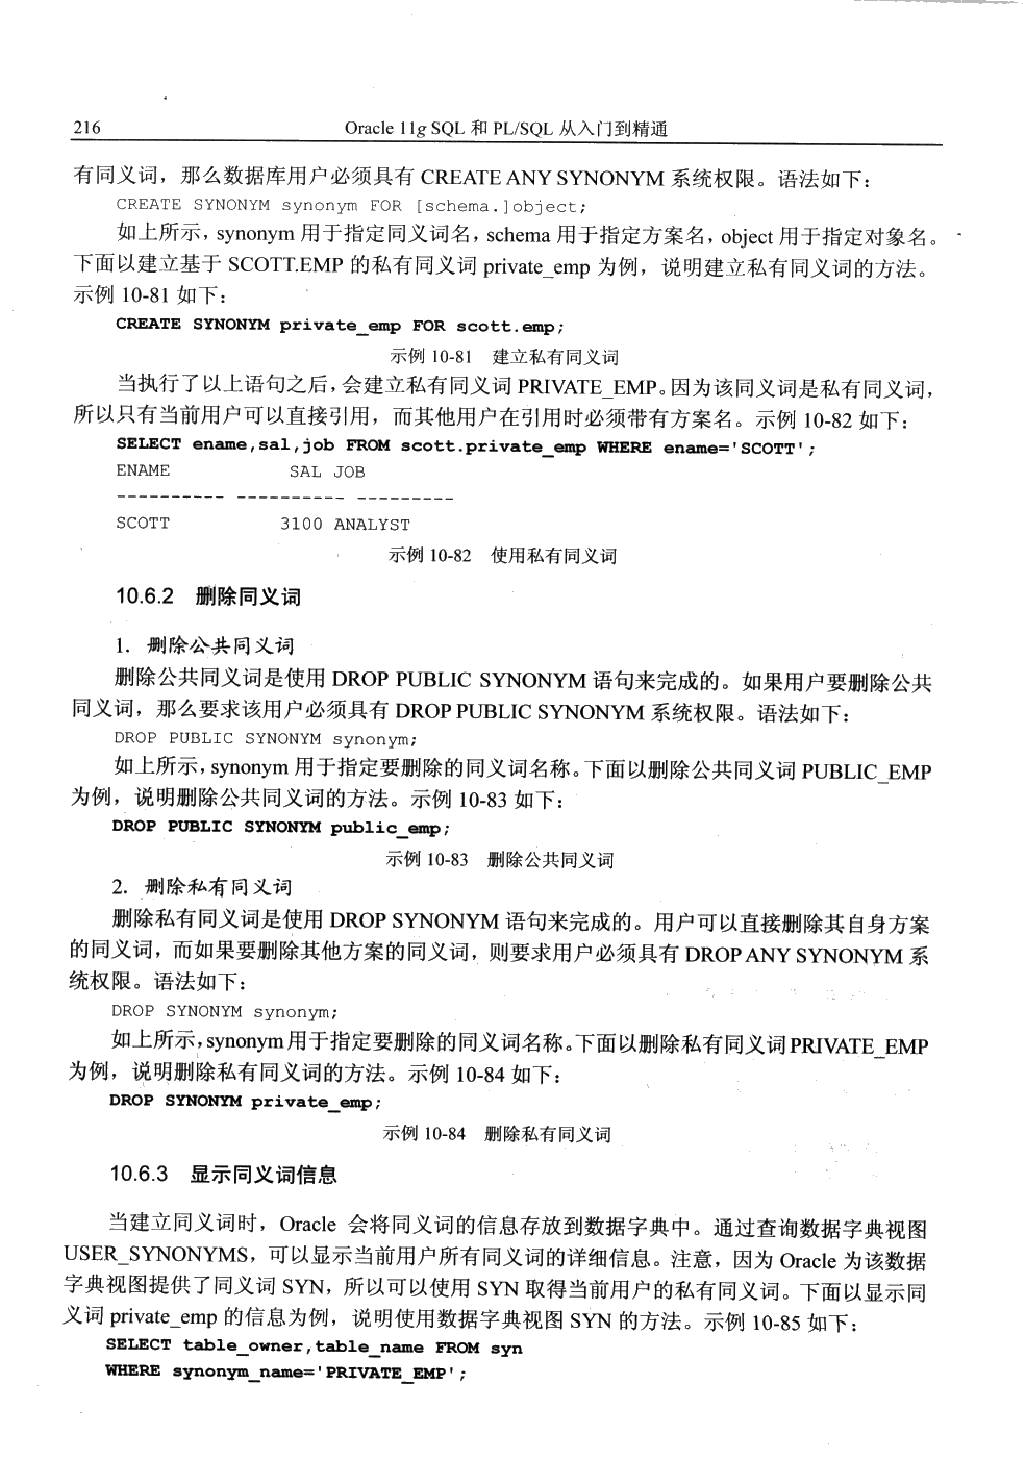 216
Oracle 11g SQL 和 PL/SQL 从入门到精通
有同义词，那么数据库用户必须具有 CREATE ANY SYNONYM 系统权限。语法如下：
CREATE SYNONYM synonym FOR [schema.]object;
如上所示，synonym 用于指定同义词名，schema 用于指定方案名，object 用于指定对象名。
下面以建立基于 SCOTT.EMP 的私有同义词 private_emp 为例，说明建立私有同义词的方法。
示例 10-81 如下：
CREATE SYNONYM private_emp FOR scott.emp;
示例 10-81 建立私有同义词
当执行了以上语句之后，会建立私有同义词 PRIVATE_EMP。因为该同义词是私有同义词，
所以只有当前用户可以直接引用，而其他用户在引用时必须带有方案名。示例 10-82 如下：
SELECT ename,sal,job FROM scott.private_emp WHERE ename='SCOTT';
ENAME SAL JOB
---------- ---------- ---------
SCOTT 3100 ANALYST
示例 10-82 使用私有同义词
10.6.2 删除同义词
1. 删除公共同义词
删除公共同义词是使用 DROP PUBLIC SYNONYM 语句来完成的。如果用户要删除公共
同义词，那么要求该用户必须具有 DROP PUBLIC SYNONYM 系统权限。语法如下：
DROP PUBLIC SYNONYM synonym;
如上所示，synonym 用于指定要删除的同义词名称。下面以删除公共同义词 PUBLIC_EMP
为例，说明删除公共同义词的方法。示例 10-83 如下：
DROP PUBLIC SYNONYM public_emp;
示例 10-83 删除公共同义词
2. 删除私有同义词
删除私有同义词是使用 DROP SYNONYM 语句来完成的。用户可以直接删除其自身方案
的同义词，而如果要删除其他方案的同义词，则要求用户必须具有 DROP ANY SYNONYM 系
统权限。语法如下：
DROP SYNONYM synonym;
如上所示，synonym 用于指定要删除的同义词名称。下面以删除私有同义词 PRIVATE_EMP
为例，说明删除私有同义词的方法。示例 10-84 如下：
DROP SYNONYM private_emp;
示例 10-84 删除私有同义词
10.6.3 显示同义词信息
当建立同义词时，Oracle 会将同义词的信息存放到数据字典中。通过查询数据字典视图
USER_SYNONYMS，可以显示当前用户所有同义词的详细信息。注意，因为 Oracle 为该数据
字典视图提供了同义词 SYN，所以可以使用 SYN 取得当前用户的私有同义词。下面以显示同
义词 private_emp 的信息为例，说明使用数据字典视图 SYN 的方法。示例 10-85 如下：
SELECT table_owner,table_name FROM syn
WHERE synonym_name='PRIVATE_EMP';